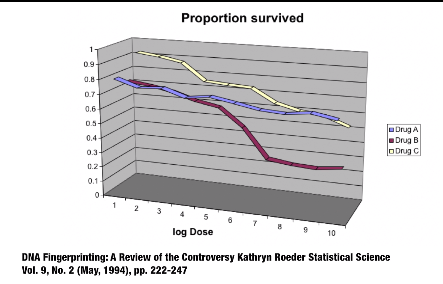 Proportion survived
1
0.9
0.8
0.7
0.6
0.5
0.4
0.3
0.2
0.1
0
1 2 3 4 5 6 7 8 9 10
log Dose
Drug A
Drug B
Drug C
DNA Fingerprinting: A Review of the Controversy Kathryn Roeder Statistical Science
Vol. 9, No. 2 (May, 1994), pp. 222-247